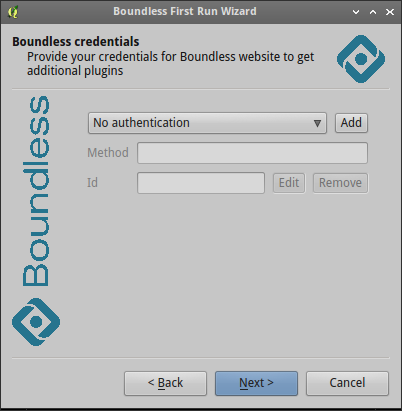 Boundless First Run Wizard
Boundless credentials
Provide your credentials for Boundless website to get
additional plugins
Boundless
No authentication
Add
Method
Id
Edit
Remove
< Back
Next >
Cancel